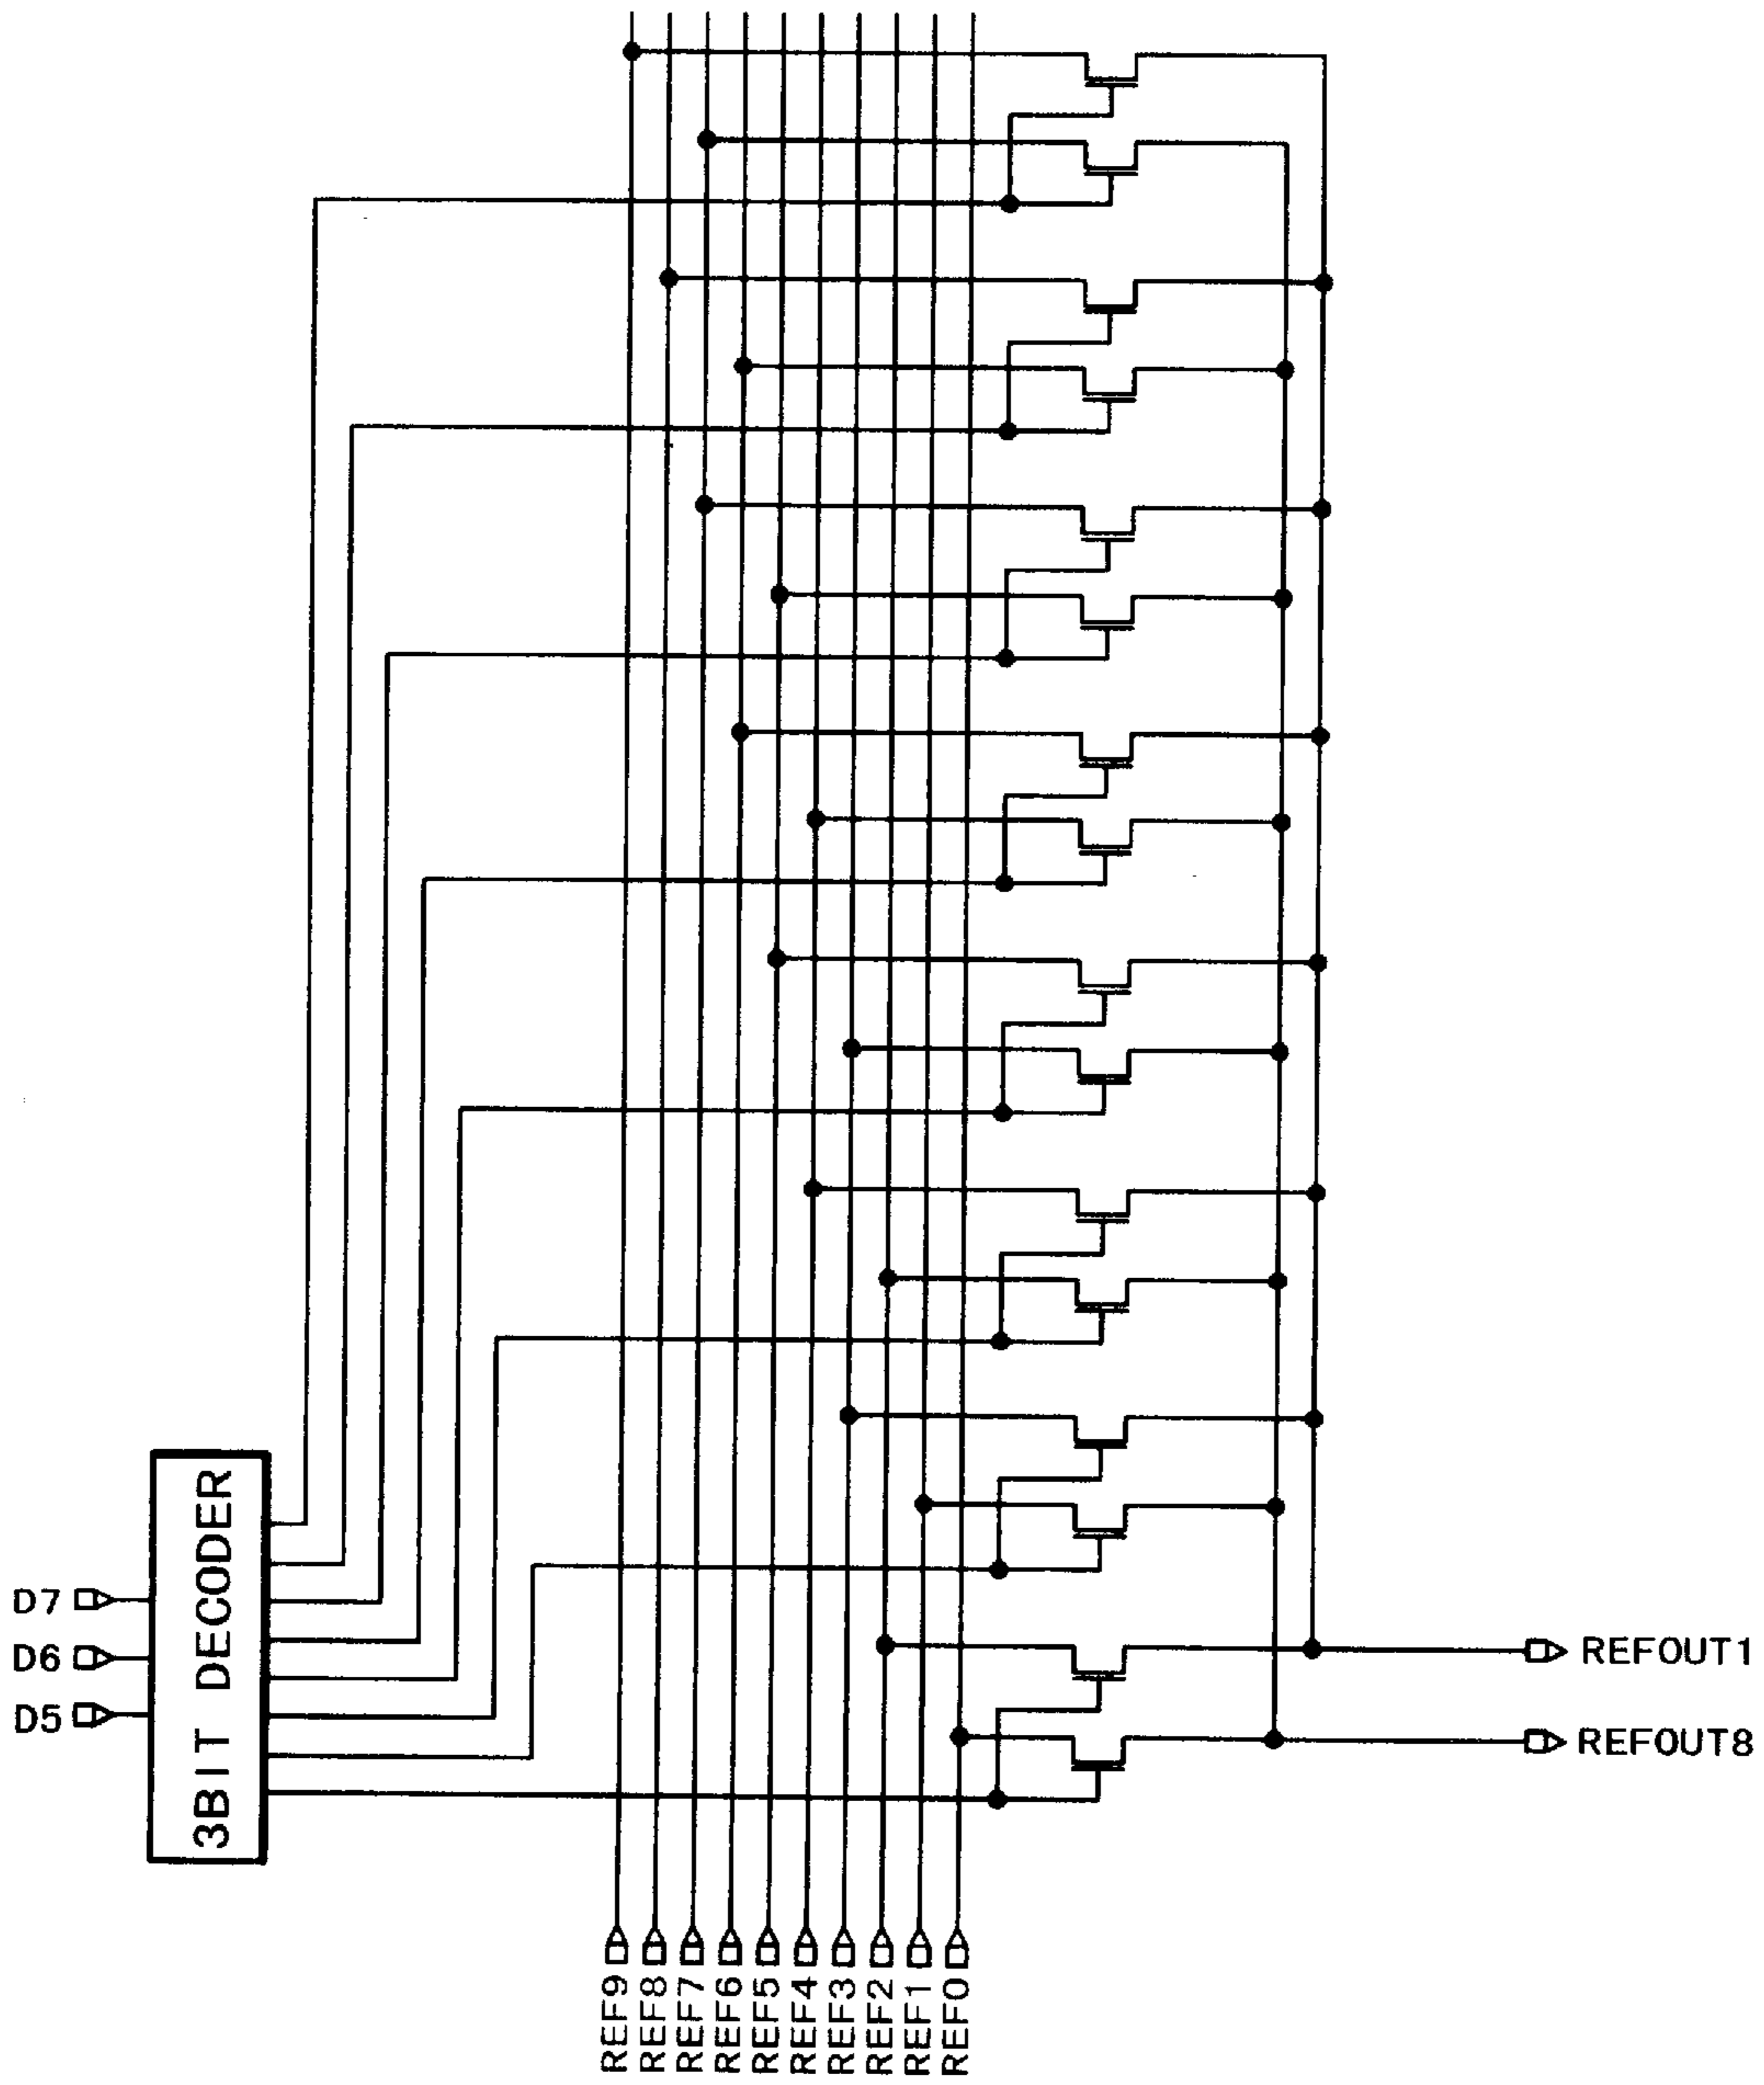 3BIT DECODER
D7
D6
D5
REFOUT1
REFOUT8
REF9
REF8
REF7
REF6
REF5
REF4
REF3
REF2
REF1
REF0